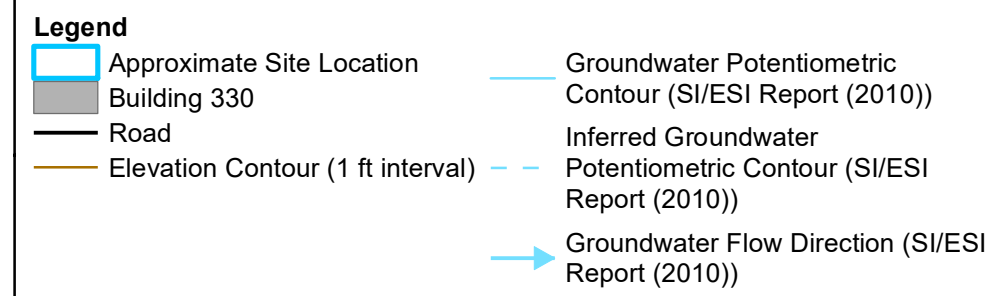 Legend
Approximate Site Location
Building 330
Road
Elevation Contour (1 ft interval)
Groundwater Potentiometric
Contour (SI/ESI Report (2010))
Inferred Groundwater
Potentiometric Contour (SI/ESI
Report (2010))
Groundwater Flow Direction (SI/ESI
Report (2010))